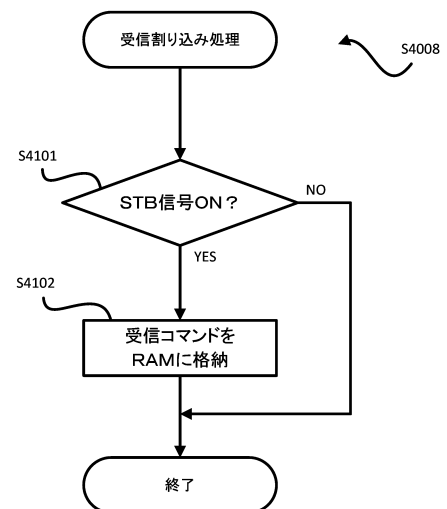 受信割り込み処理
S4008
S4101
STB信号ON？
NO
YES
S4102
受信コマンドを
RAMに格納
終了